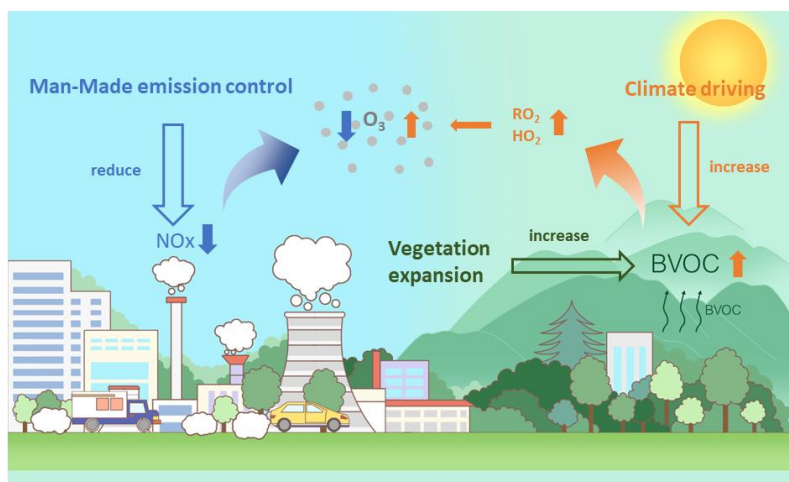 Man-Made emission control
reduce
NOx
O₃
RO₂
HO₂
Climate driving
increase
Vegetation
expansion
increase
BVOC
BVOC